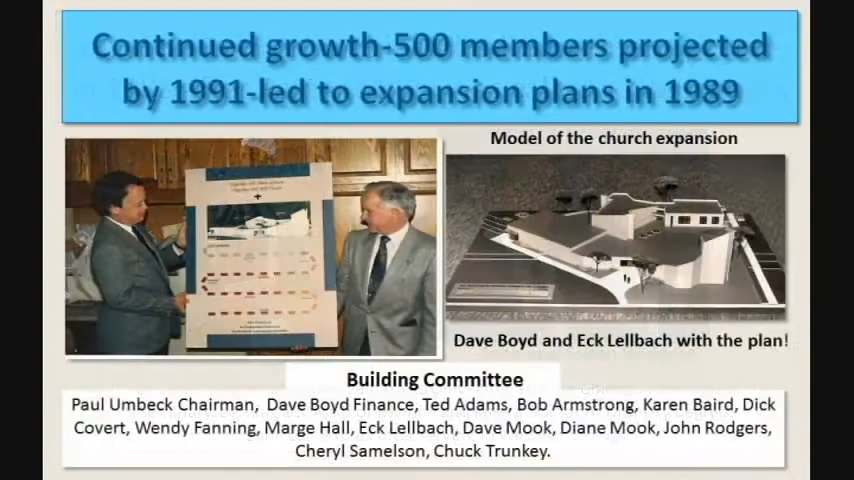 Continued growth-500 members projected
by 1991-led to expansion plans in 1989
Model of the church expansion
Dave Boyd and Eck Lellbach with the plan!
Building Committee
Paul Umbeck Chairman, Dave Boyd Finance, Ted Adams, Bob Armstrong, Karen Baird, Dick
Covert, Wendy Fanning, Marge Hall, Eck Lellbach, Dave Mook, Diane Mook, John Rodgers,
Cheryl Samelson, Chuck Trunkey.